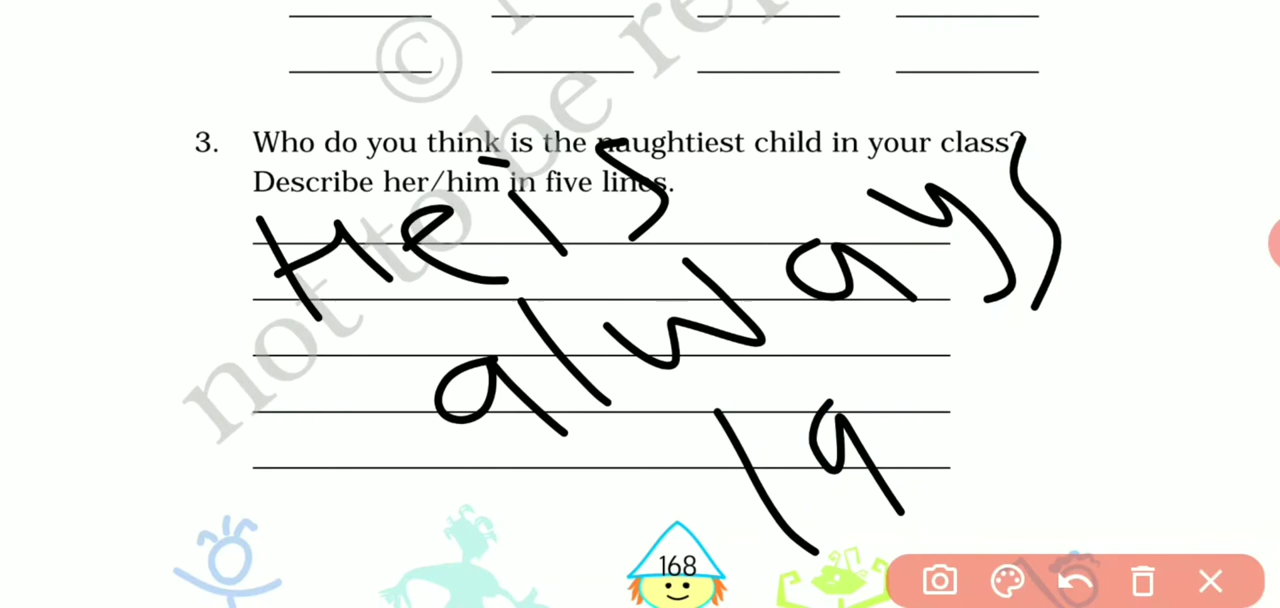 3. Who do you think is the naughtiest child in your class?
Describe her/him in five lines.
He is
always
la
168